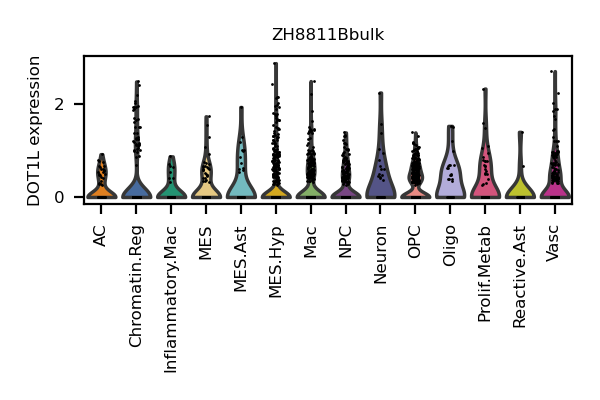 ZH8811Bbulk
DOT1L expression
2
0
AC
Chromatin.Reg
Inflammatory.Mac
MES
MES.Ast
MES.Hyp
Mac
NPC
Neuron
OPC
Oligo
Prolif.Metab
Reactive.Ast
Vasc